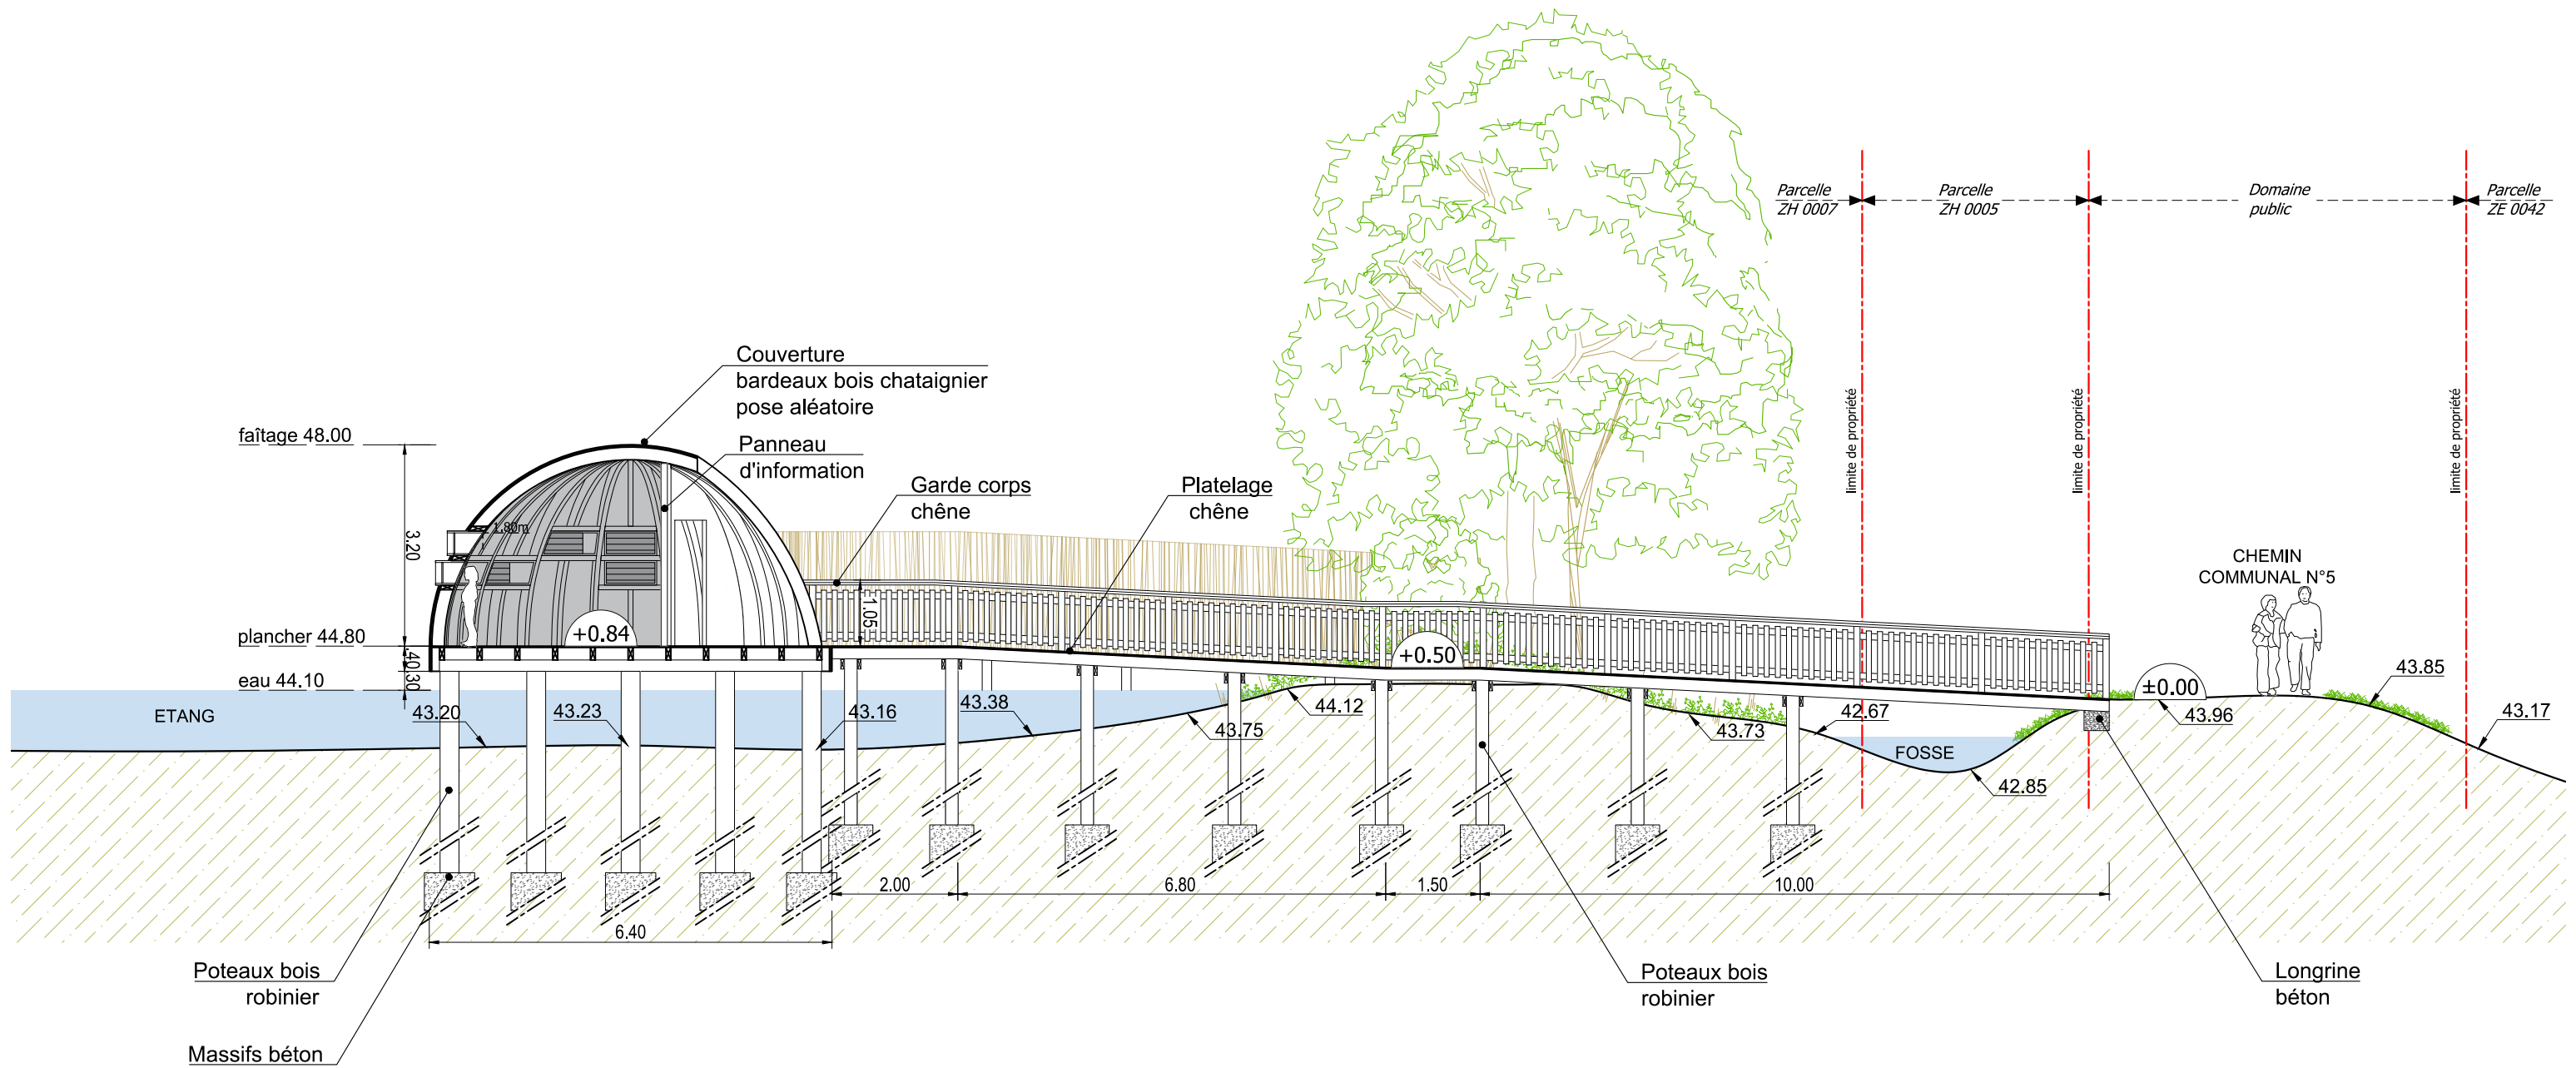 Parcelle
ZH 0007
Parcelle
ZH 0005
Domaine
public
Parcelle
ZE 0042
limite de propriété
limite de propriété
limite de propriété
Couverture
bardeaux bois chataignier
pose aléatoire
Panneau
d'information
Garde corps
chêne
Platelage
chêne
faîtage 48.00
3.20
1.80m
1.05
plancher 44.80
.40
.30
eau 44.10
+0.84
+0.50
±0.00
CHEMIN
COMMUNAL N°5
ETANG
43.20
43.23
43.16
43.38
43.75
44.12
43.73
42.67
FOSSE
42.85
43.96
43.85
43.17
2.00
6.80
1.50
10.00
6.40
Poteaux bois
robinier
Massifs béton
Poteaux bois
robinier
Longrine
béton